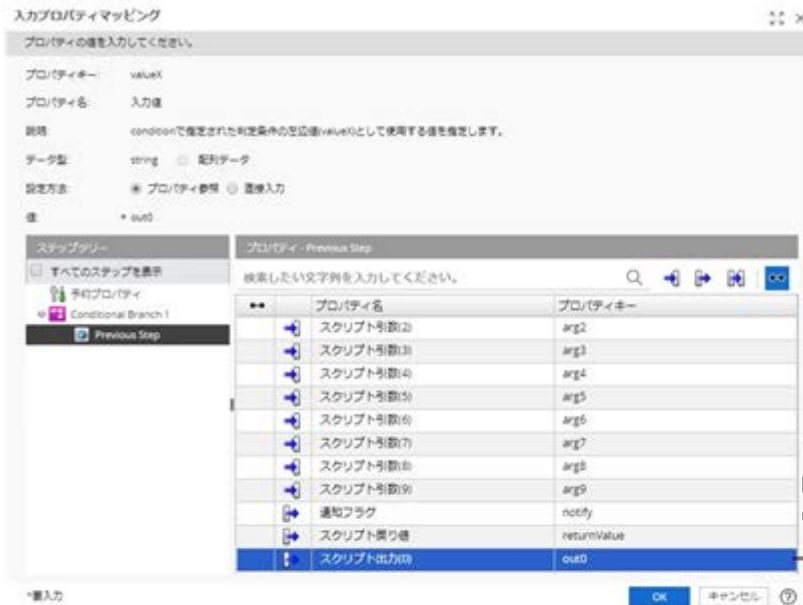 入力プロパティマッピング
プロパティの値を入力してください。
プロパティキー: valueX
プロパティ名: 入力値
説明: conditionで指定された判定条件の左辺値(valueX)として使用する値を指定します。
データ型: string 配列データ
設定方法: プロパティ参照 直接入力
値: * out0
ステップツリー
プロパティ - Previous Step
すべてのステップを表示
検索したい文字列を入力してください。
予約プロパティ
プロパティ名 プロパティキー
Conditional Branch 1
スクリプト引数(2) arg2
Previous Step
スクリプト引数(3) arg3
スクリプト引数(4) arg4
スクリプト引数(5) arg5
スクリプト引数(6) arg6
スクリプト引数(7) arg7
スクリプト引数(8) arg8
スクリプト引数(9) arg9
通知フラグ notify
スクリプト戻り値 returnValue
スクリプト出力(0) out0
*要入力
OK キャンセル ?